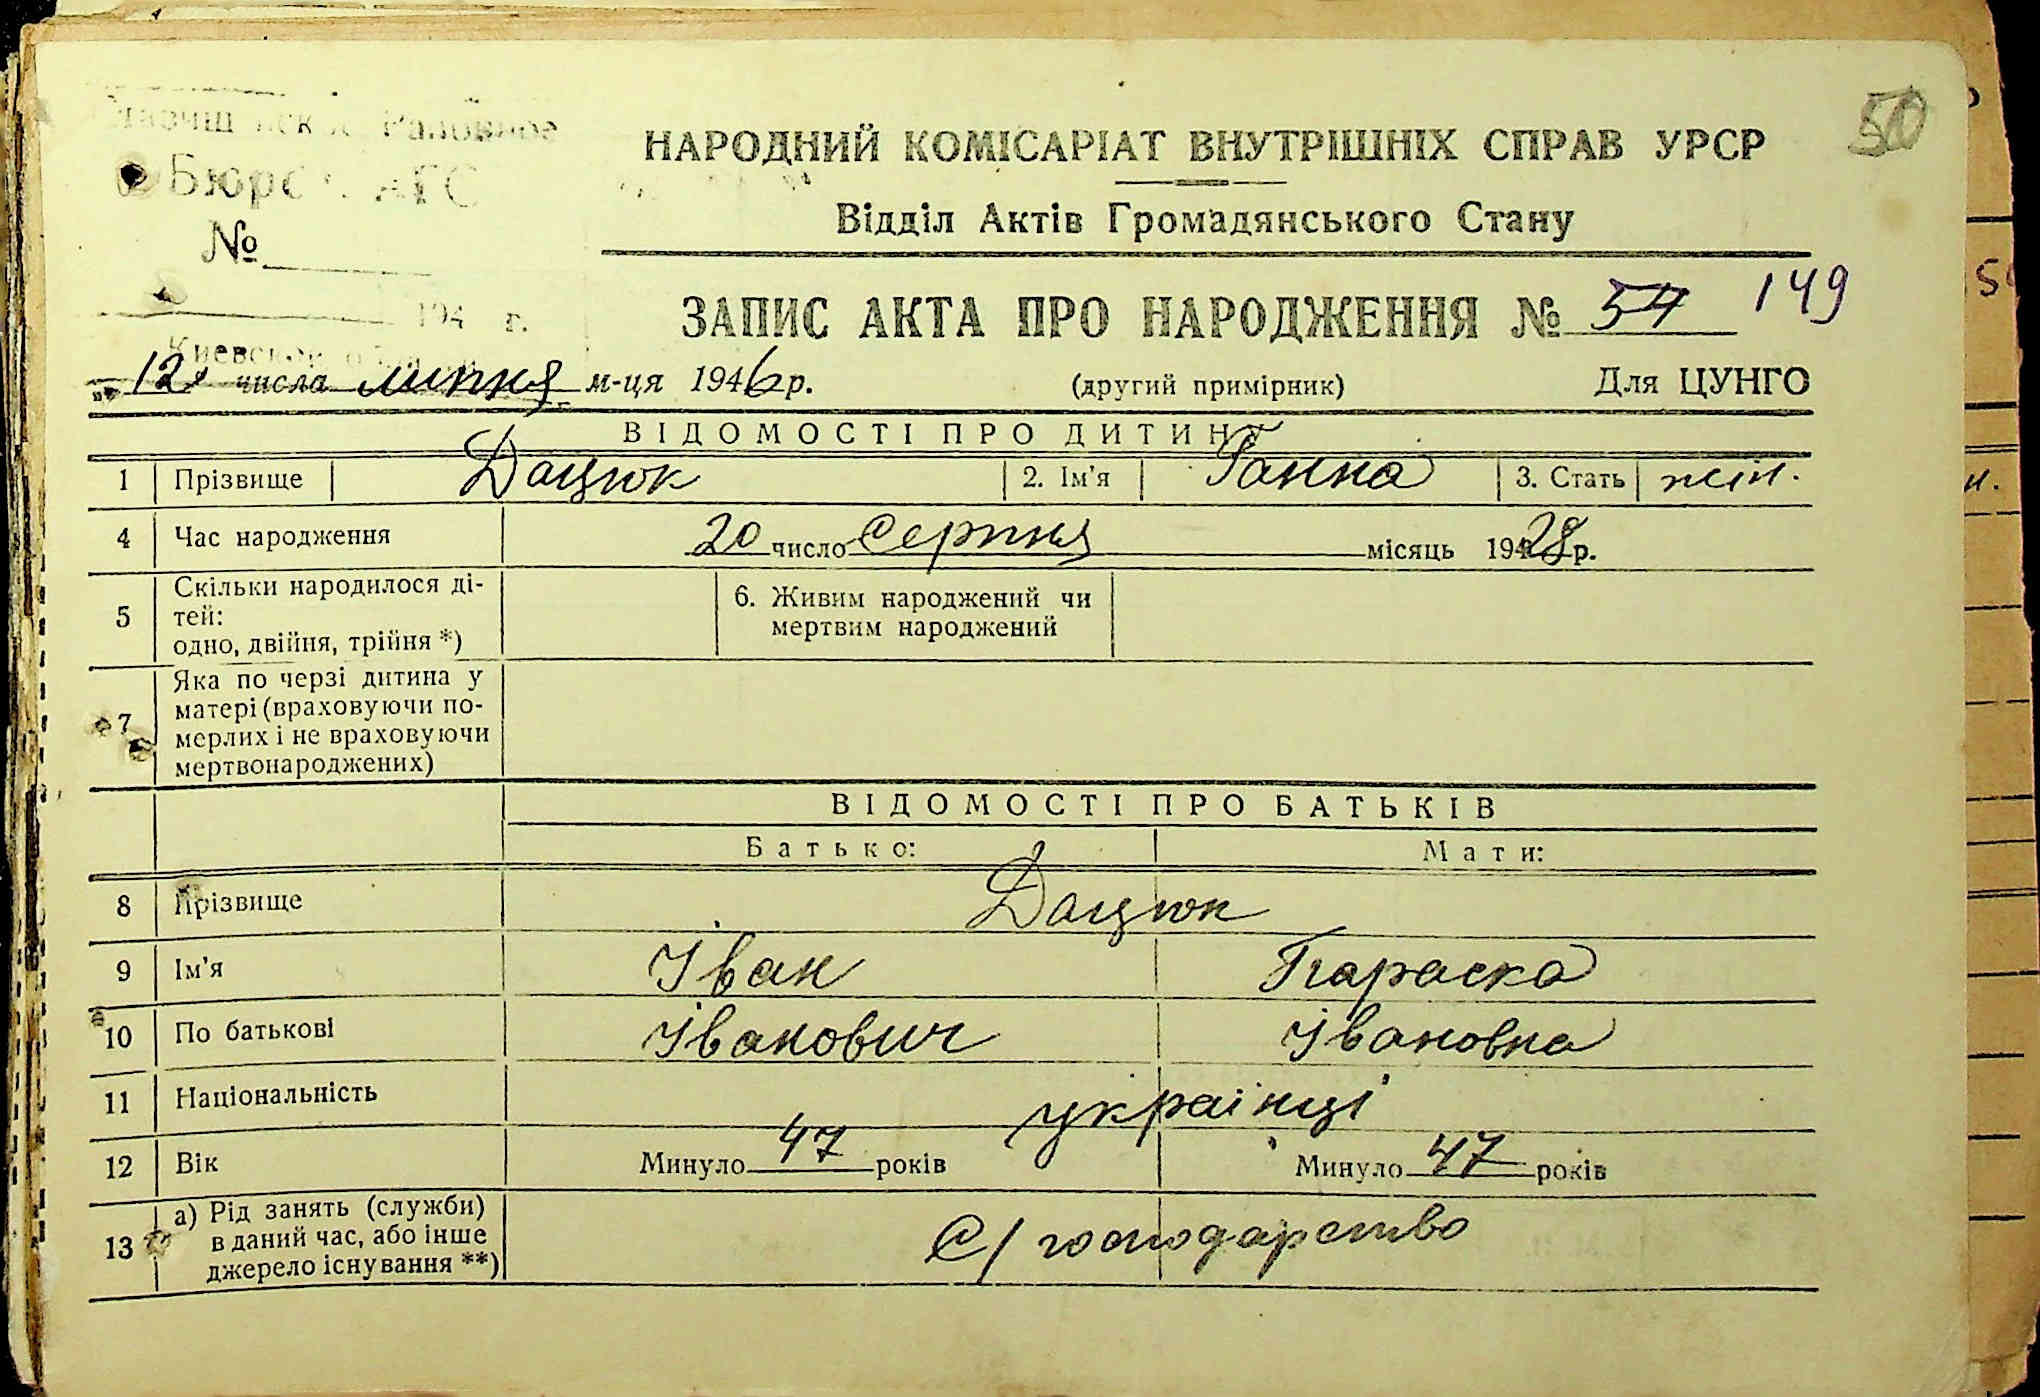 50
Бюро ЗАГС
№
194 г.
НАРОДНИЙ КОМІСАРІАТ ВНУТРІШНІХ СПРАВ УРСР
Відділ Актів Громадянського Стану
ЗАПИС АКТА ПРО НАРОДЖЕННЯ № 54 149
„12" числа липня м-ця 1946 р. (другий примірник) Для ЦУНГО
ВІДОМОСТІ ПРО ДИТИНУ
1 Прізвище Дацюк 2. Ім'я Ганна 3. Стать жін.
4 Час народження 20 число Серпня місяць 1928 р.
5 Скільки народилося ді-
тей:
одно, двійня, трійня *)
6. Живим народжений чи
мертвим народжений
7 Яка по черзі дитина у
матері (враховуючи по-
мерлих і не враховуючи
мертвонароджених)
ВІДОМОСТІ ПРО БАТЬКІВ
Батько: Мати:
8 Прізвище Дацюк
9 Ім'я Іван Параска
10 По батькові Іванович Івановна
11 Національність українці
12 Вік Минуло 47 років Минуло 47 років
13 а) Рід занять (служби)
в даний час, або інше
джерело існування **)
С/господарство